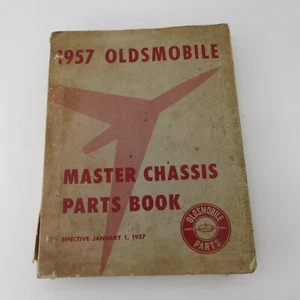 1957 OLDSMOBILE
MASTER CHASSIS
PARTS BOOK
EFFECTIVE JANUARY 1, 1957
OLDSMOBILE
PARTS